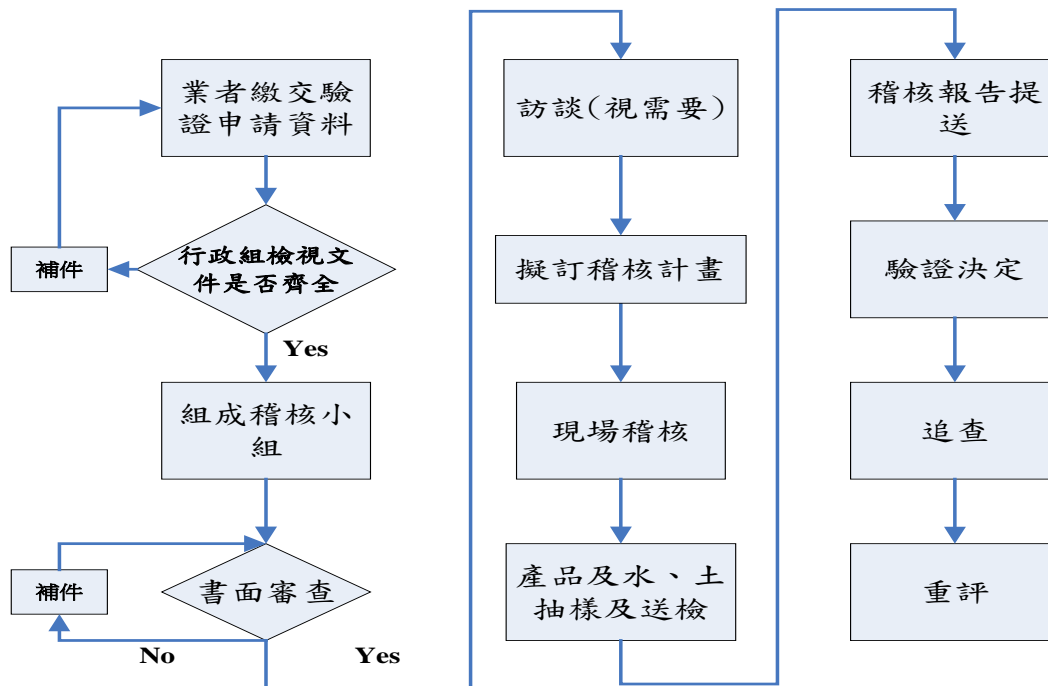 業者繳交驗
證申請資料
行政組檢視文
件是否齊全
補件
Yes
組成稽核小
組
書面審查
補件
No
Yes
訪談(視需要)
擬訂稽核計畫
現場稽核
產品及水、土
抽樣及送檢
稽核報告提
送
驗證決定
追查
重評